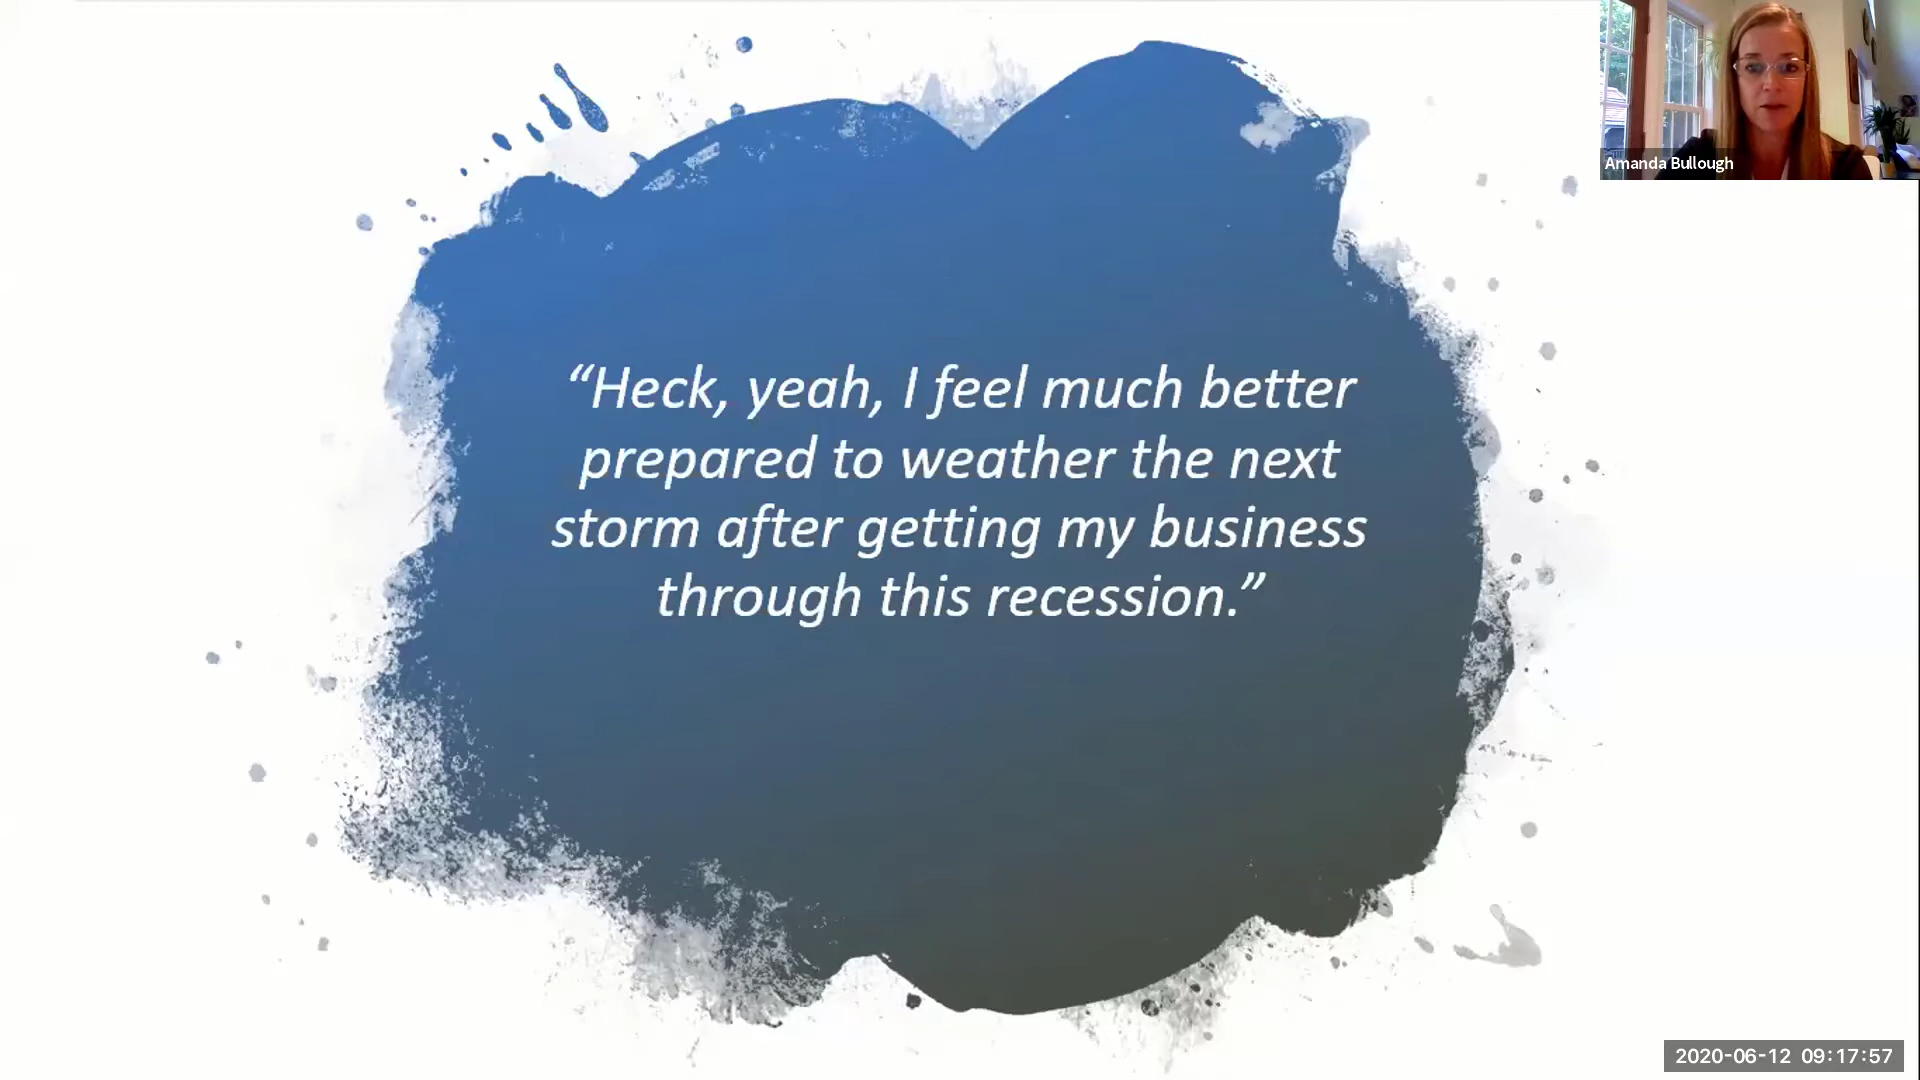 Amanda Bullough
“Heck, yeah, I feel much better
prepared to weather the next
storm after getting my business
through this recession.”
2020-06-12 09:17:57